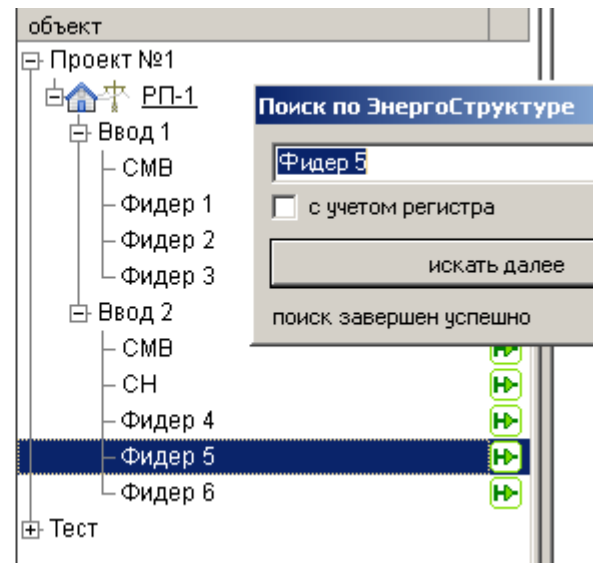 объект
Проект №1
РП-1
Ввод 1
СМВ
Фидер 1
Фидер 2
Фидер 3
Ввод 2
СМВ
СН
Фидер 4
Фидер 5
Фидер 6
Тест
Поиск по ЭнергоСтруктуре
Фидер 5
с учетом регистра
искать далее
поиск завершен успешно